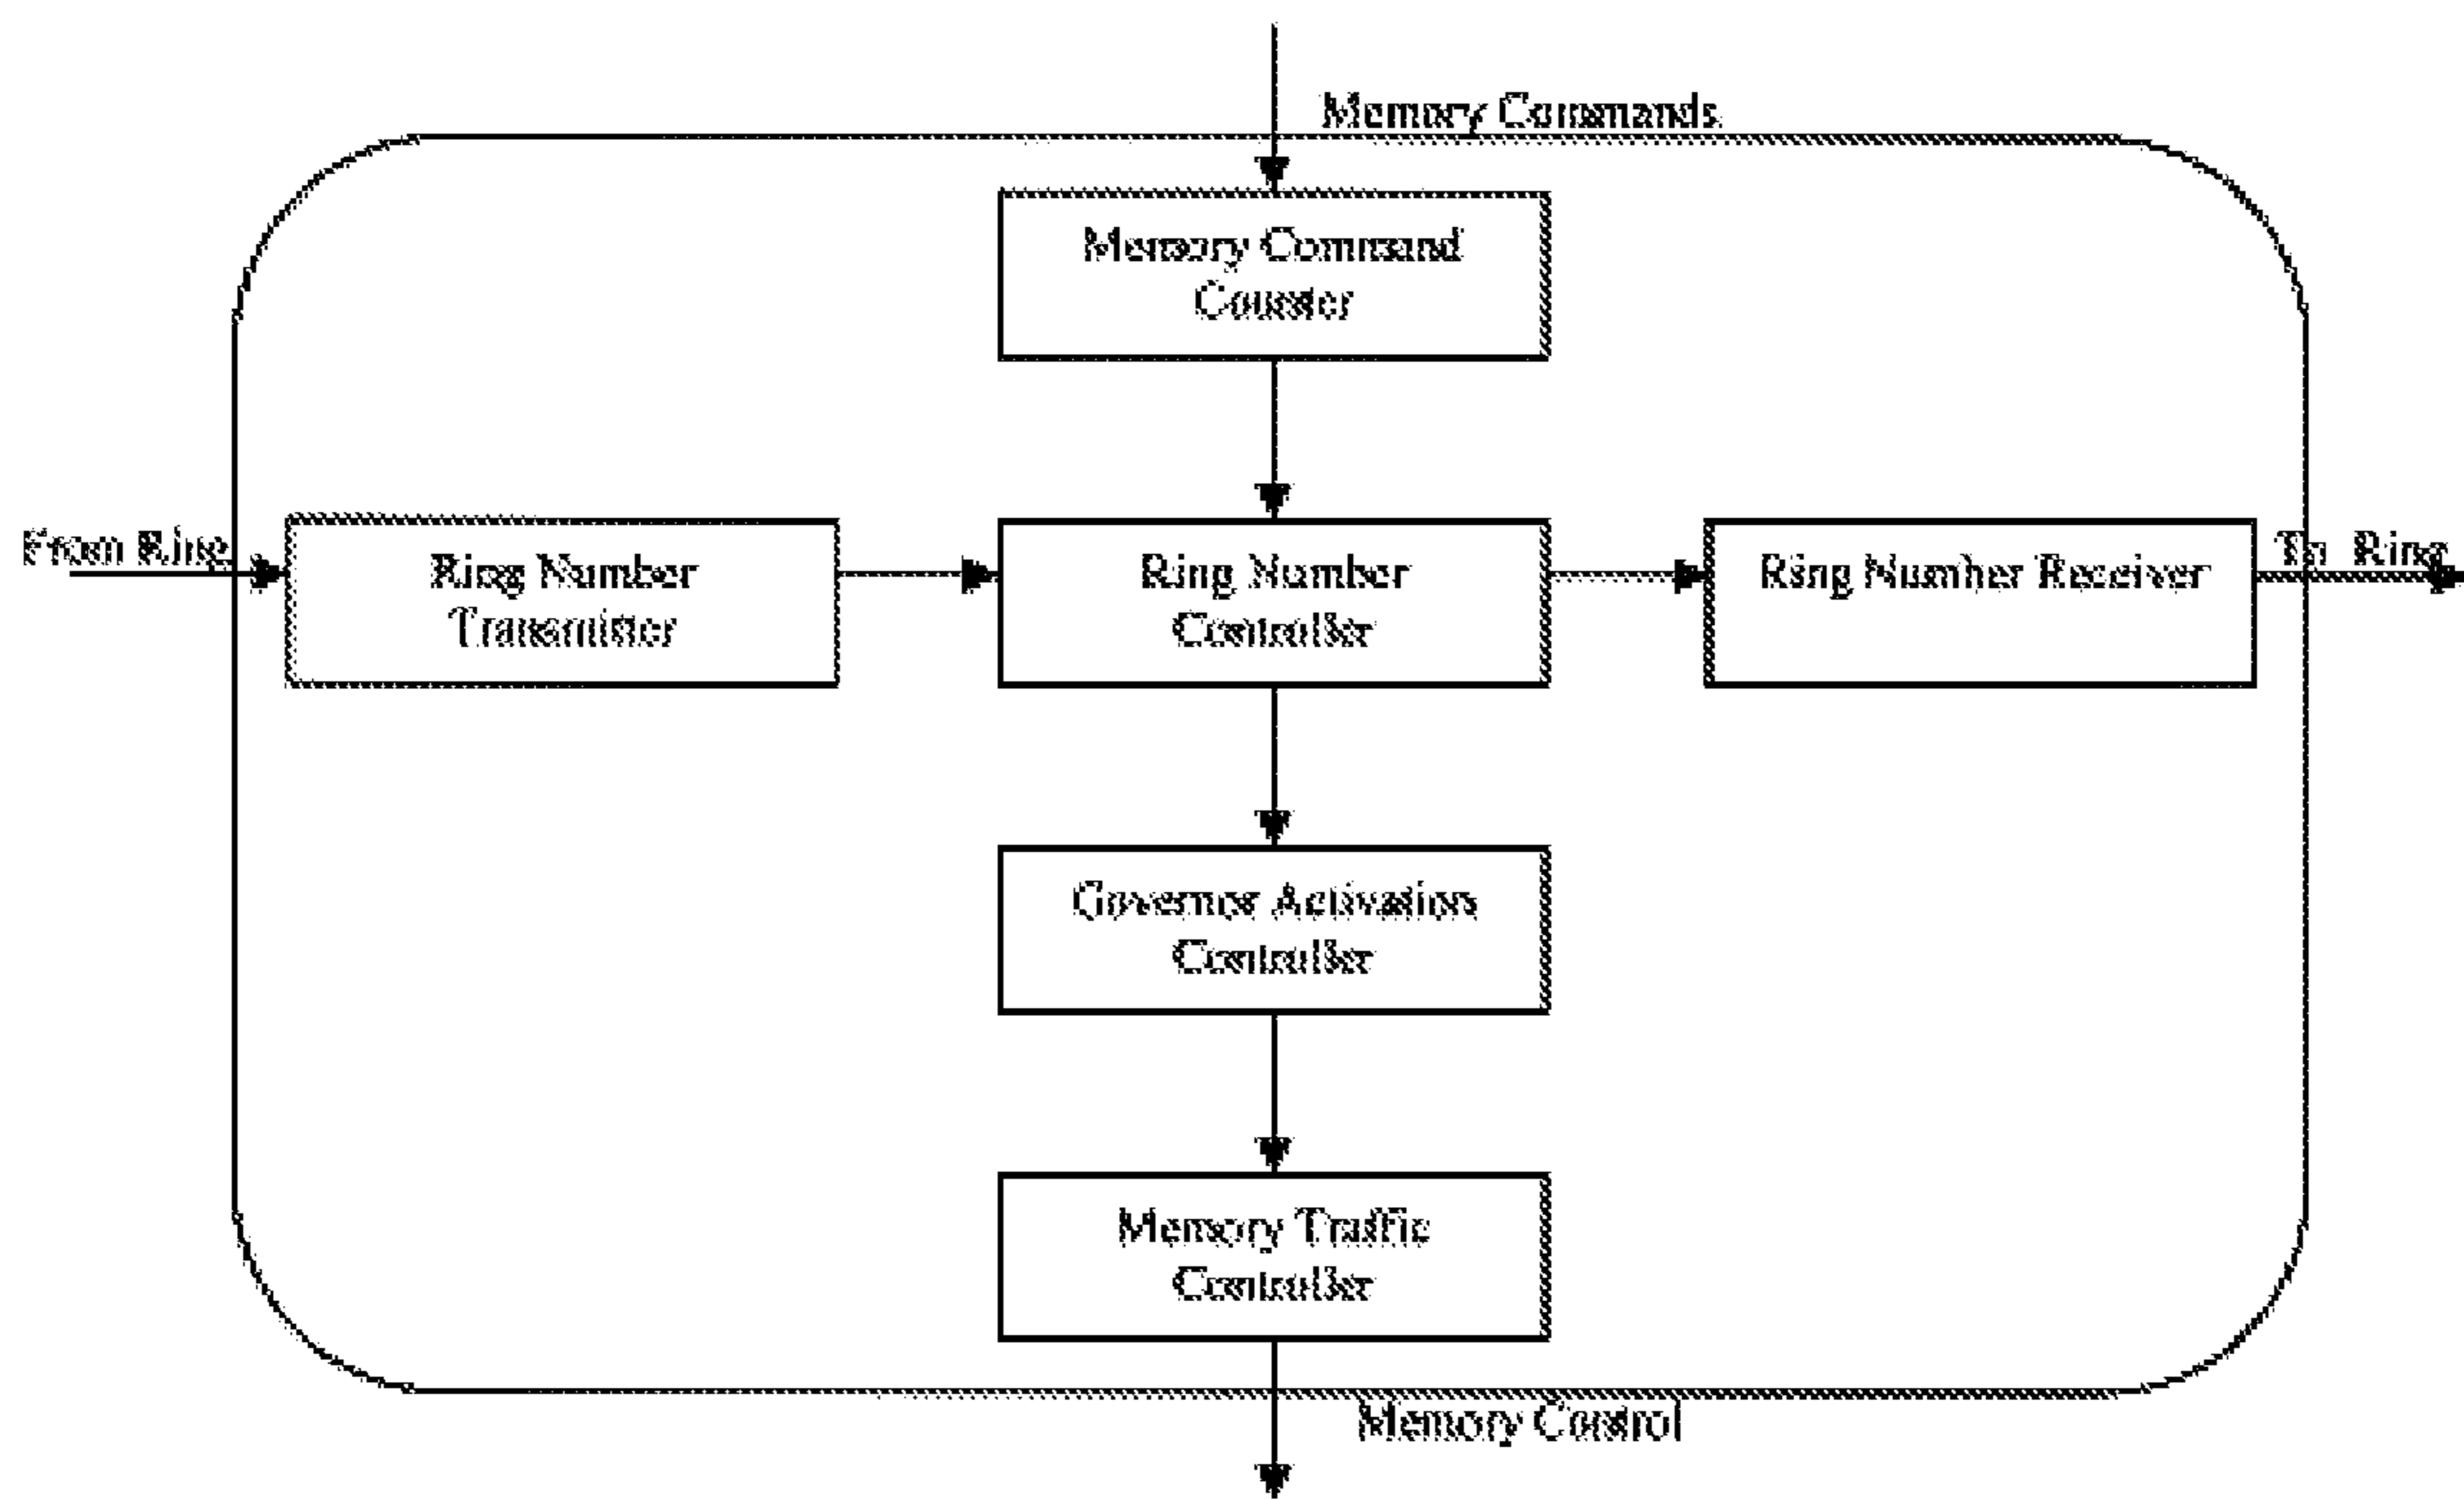 Memory Commands
Memory Command
Counter
From Ring
Ring Number
Transmitter
Ring Number
Controller
Ring Number Receiver
To Ring
Governor Activation
Controller
Memory Traffic
Controller
Memory Control